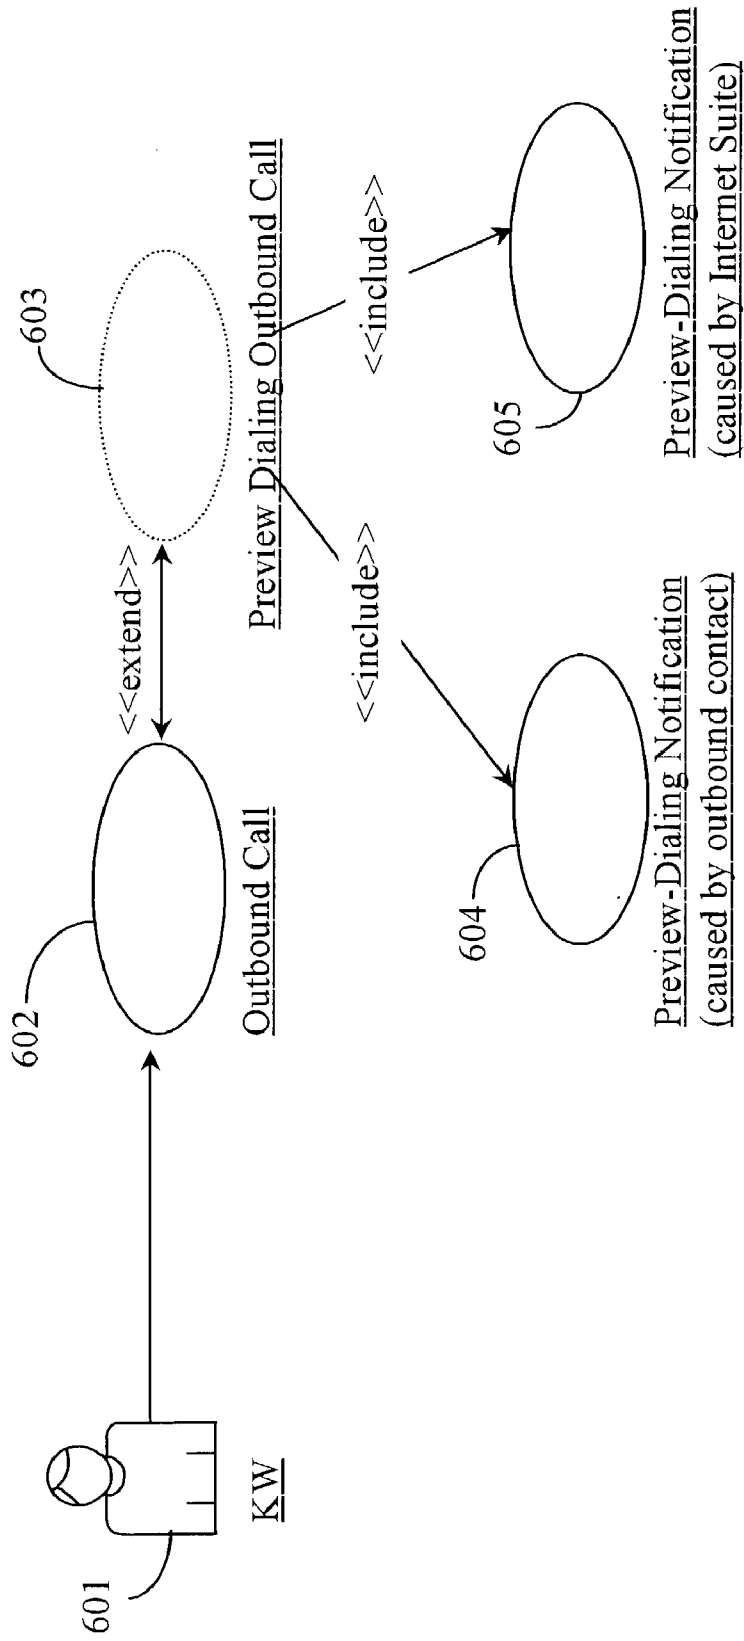 601
KW
602
Outbound Call
<<extend>>
603
Preview Dialing Outbound Call
<<include>>
<<include>>
604
Preview-Dialing Notification
(caused by outbound contact)
605
Preview-Dialing Notification
(caused by Internet Suite)